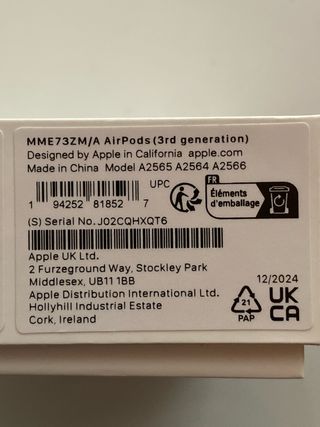 MME73ZM/A AirPods (3rd generation)
Designed by Apple in California apple.com
Made in China Model A2565 A2564 A2566
UPC
1 94252 81852 7
FR
Éléments
d'emballage
(S) Serial No. J02CQHXQT6
Apple UK Ltd.
2 Furzeground Way, Stockley Park
Middlesex, UB11 1BB
Apple Distribution International Ltd.
Hollyhill Industrial Estate
Cork, Ireland
12/2024
21
PAP
UK
CA